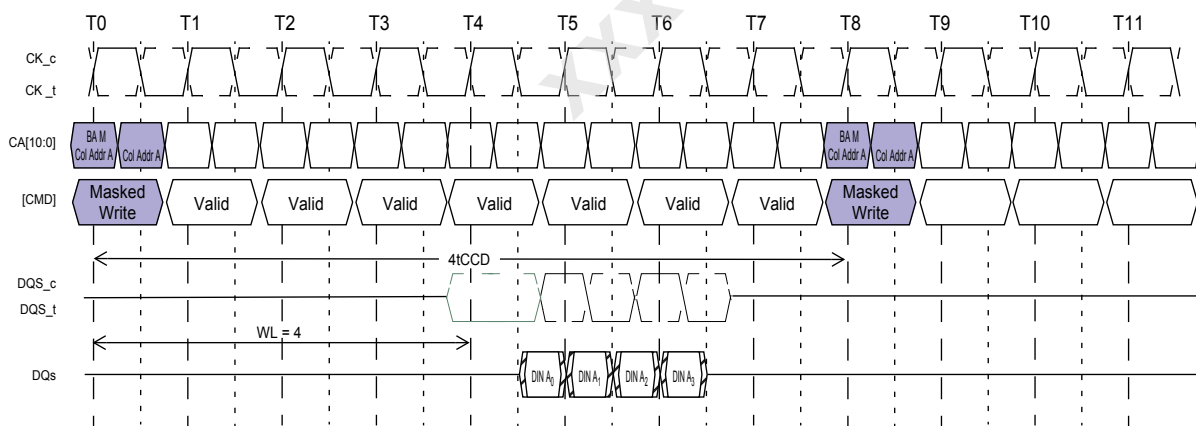 T0 T1 T2 T3 T4 T5 T6 T7 T8 T9 T10 T11
CK_c
CK_t
CA[10:0] BA M Col Addr A Col Addr A BA M Col Addr A Col Addr A
[CMD] Masked Write Valid Valid Valid Valid Valid Valid Valid Masked Write
4tCCD
DQS_c
DQS_t
WL = 4
DQs DIN A0 DIN A1 DIN A2 DIN A3
xxx